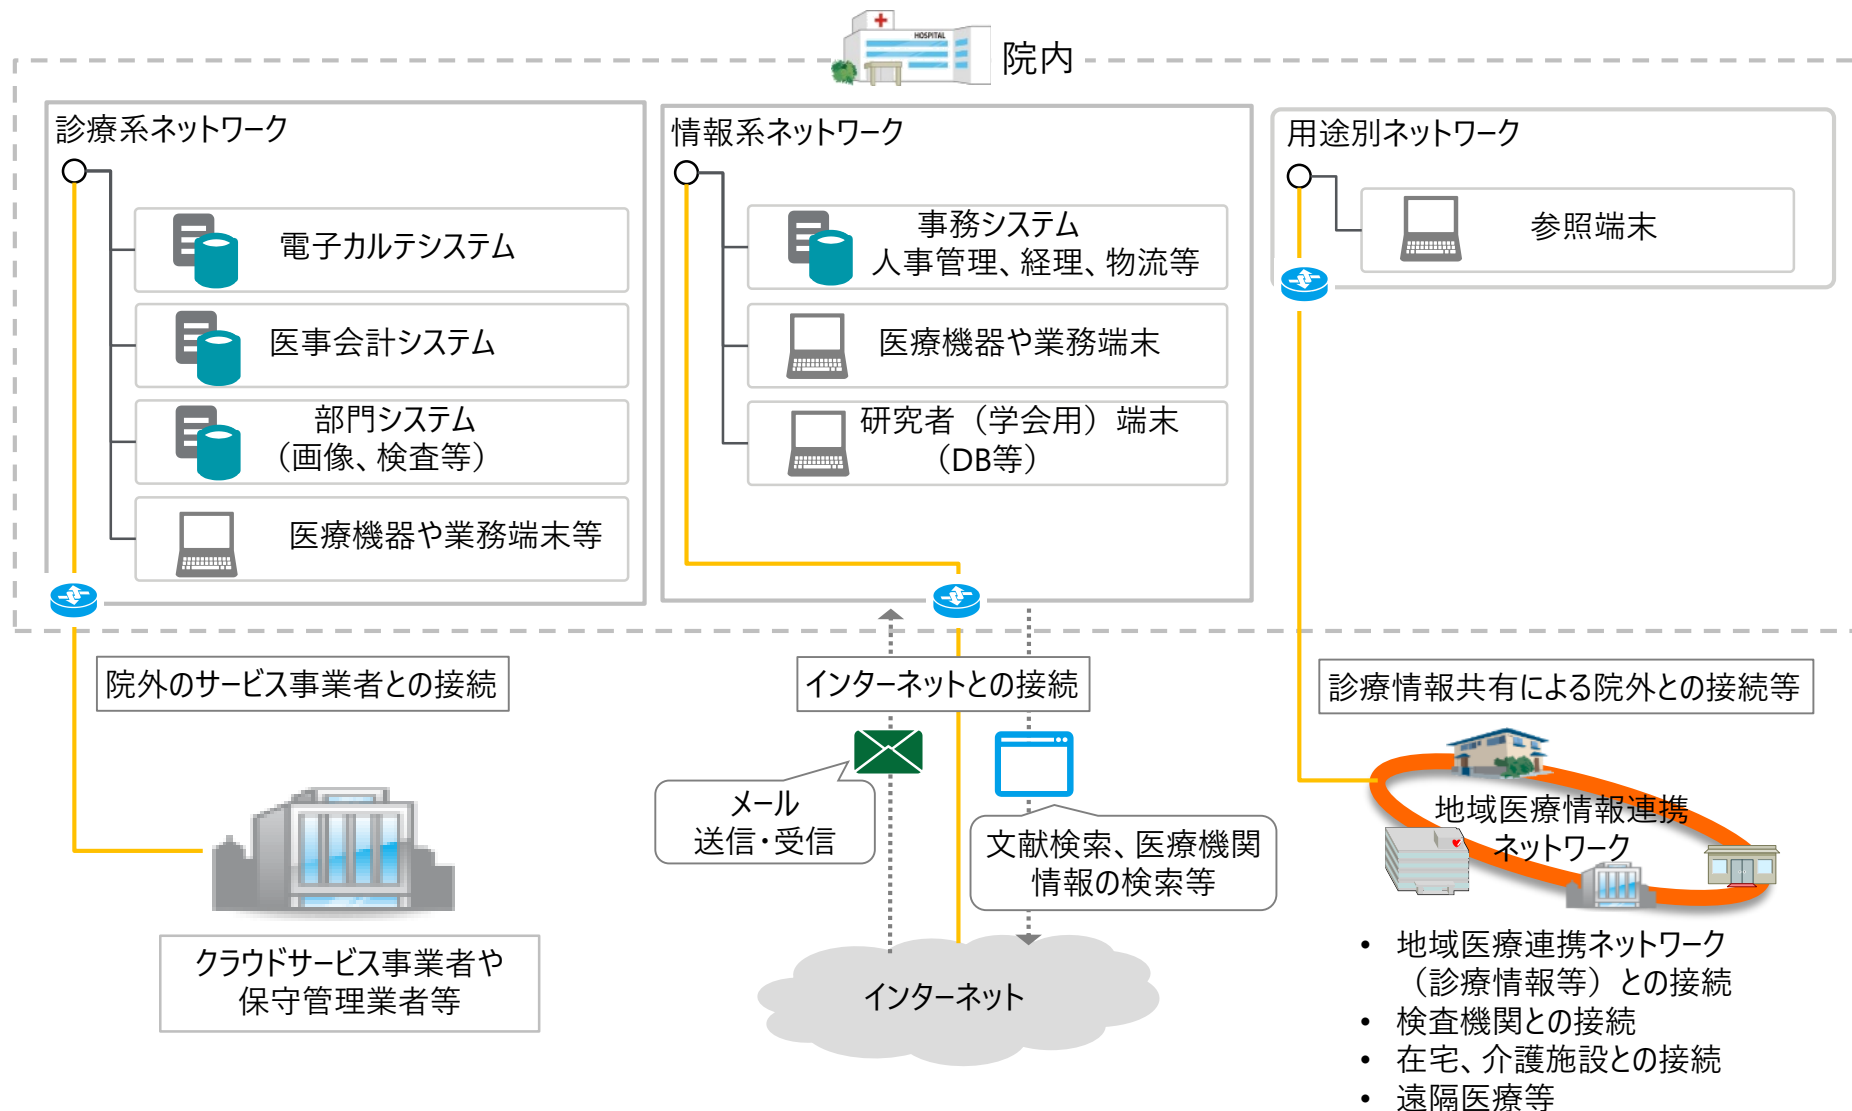 HOSPITAL
院内
診療系ネットワーク
電子カルテシステム
医事会計システム
部門システム
（画像、検査等）
医療機器や業務端末等
情報系ネットワーク
事務システム
人事管理、経理、物流等
医療機器や業務端末
研究者（学会用）端末
（DB等）
用途別ネットワーク
参照端末
院外のサービス事業者との接続
インターネットとの接続
診療情報共有による院外との接続等
メール
送信・受信
文献検索、医療機関
情報の検索等
地域医療情報連携
ネットワーク
クラウドサービス事業者や
保守管理業者等
インターネット
• 地域医療連携ネットワーク
（診療情報等）との接続
• 検査機関との接続
• 在宅、介護施設との接続
• 遠隔医療等